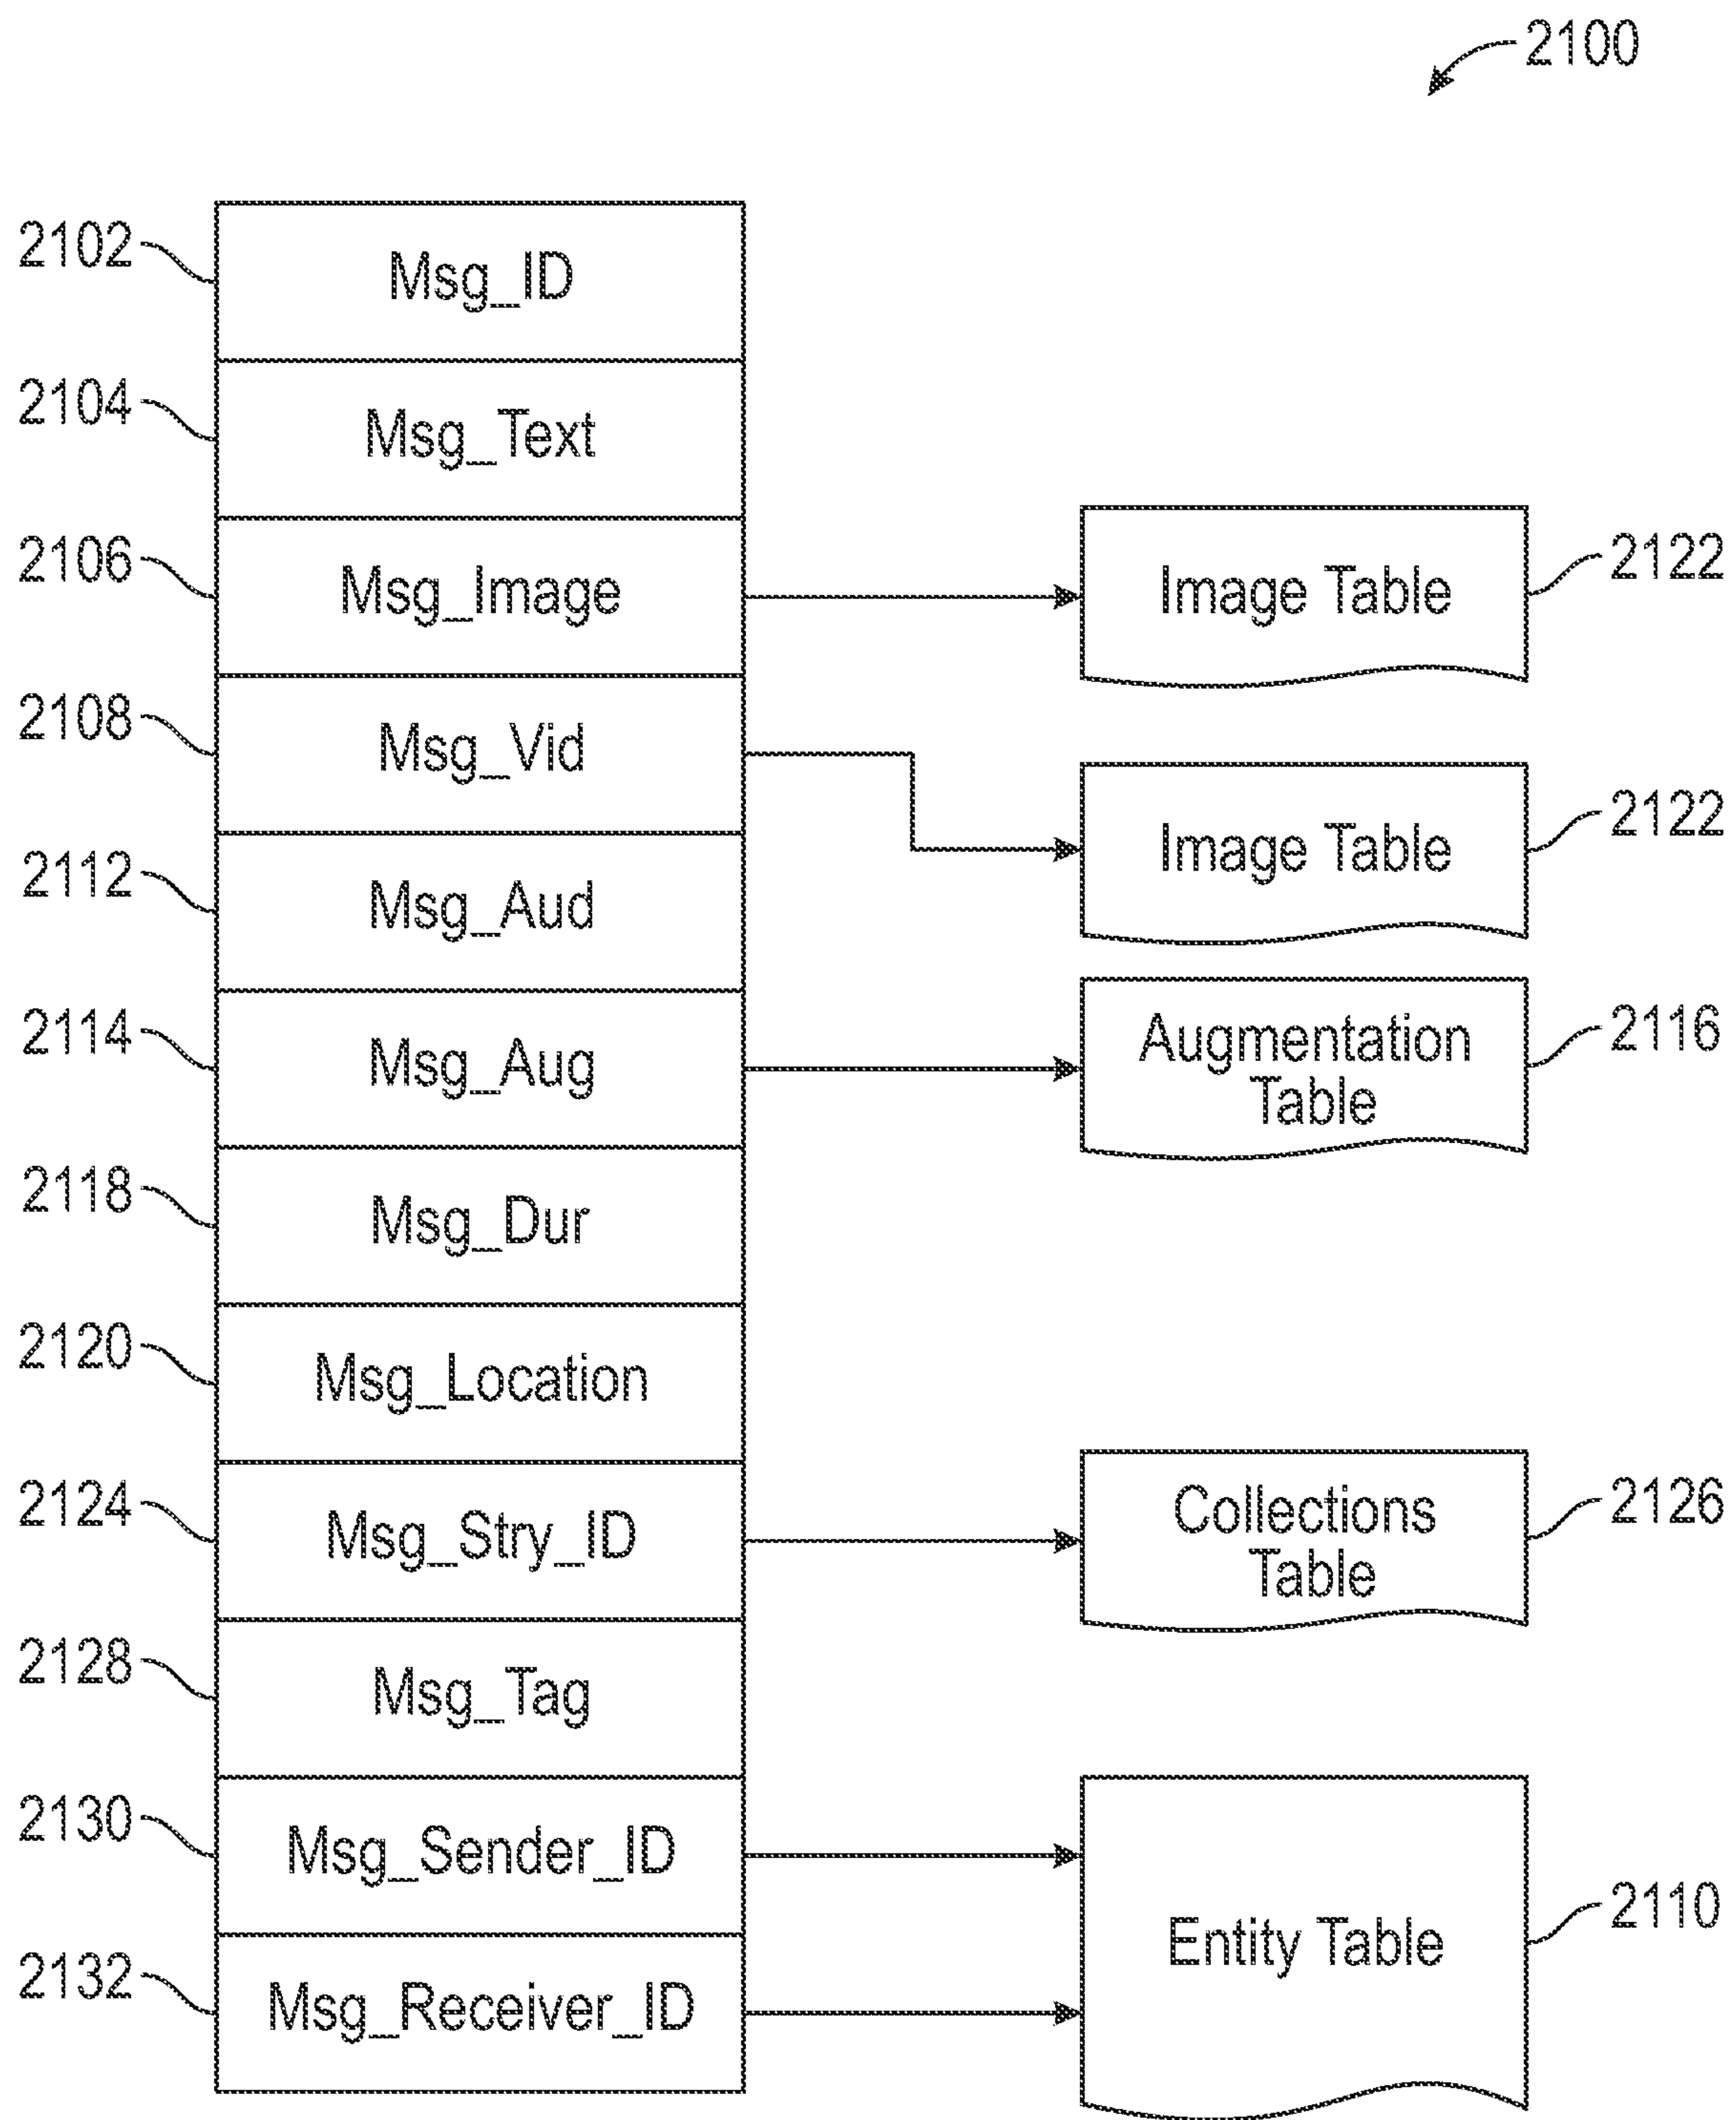 2100
2102
Msg_ID
2104
Msg_Text
2106
Msg_Image
Image Table
2122
2108
Msg_Vid
Image Table
2122
2112
Msg_Aud
2114
Msg_Aug
Augmentation
Table
2116
2118
Msg_Dur
2120
Msg_Location
2124
Msg_Stry_ID
Collections
Table
2126
2128
Msg_Tag
2130
Msg_Sender_ID
Entity Table
2110
2132
Msg_Receiver_ID